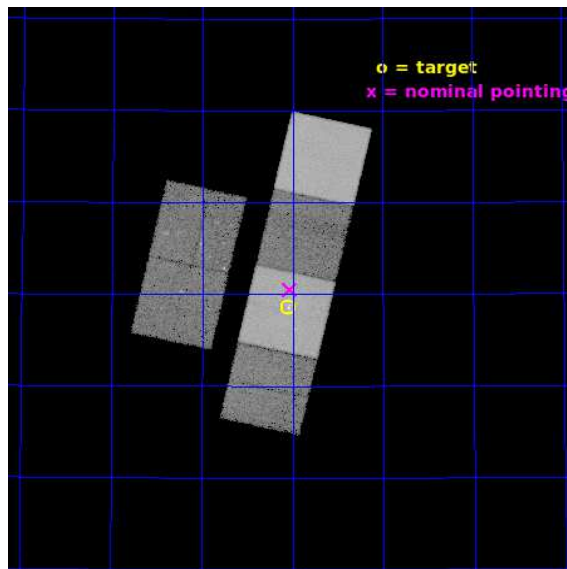 o = target
x = nominal pointing